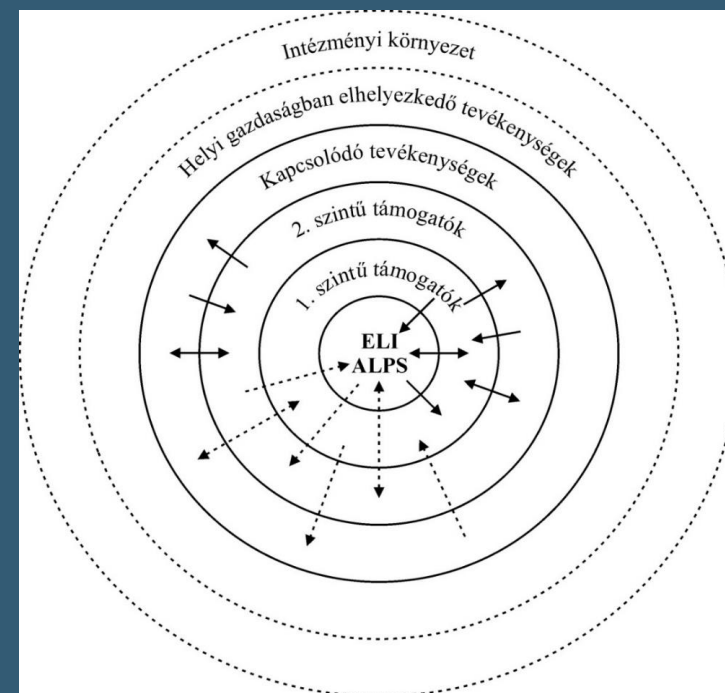 Intézményi környezet
Helyi gazdaságban elhelyezkedő tevékenységek
Kapcsolódó tevékenységek
2. szintű támogatók
1. szintű támogatók
ELI
ALPS